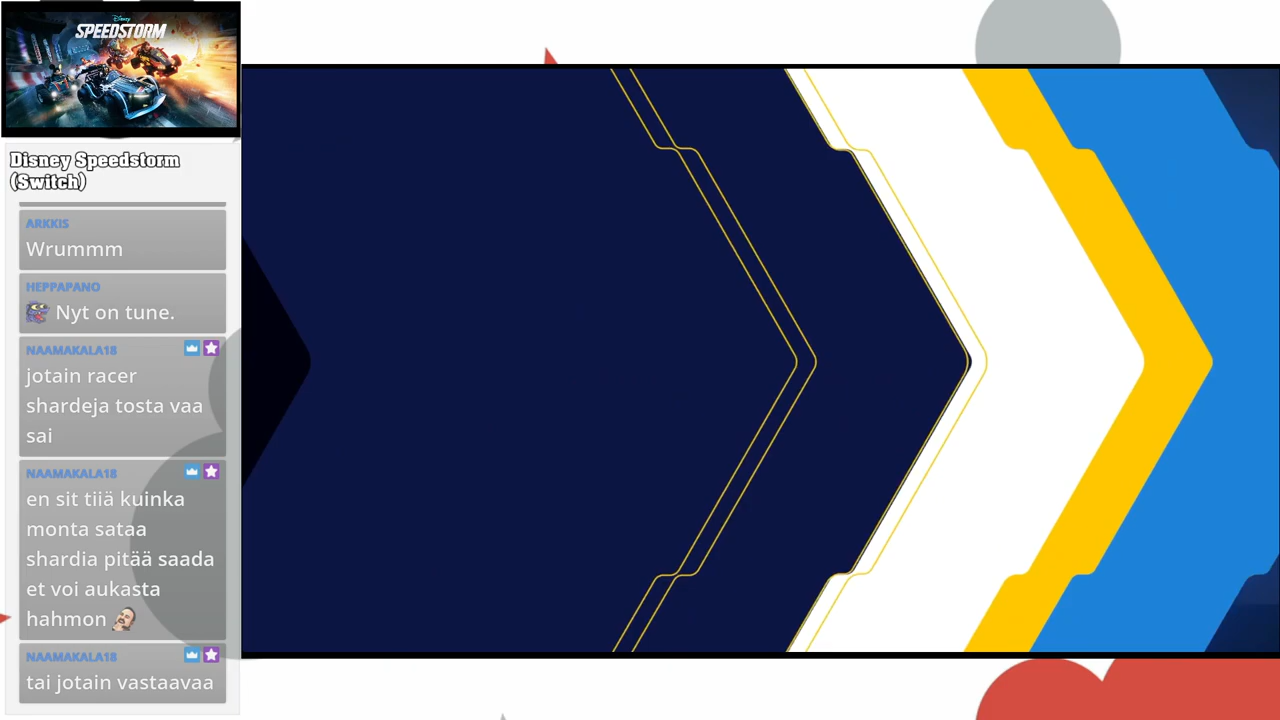 Disney
SPEEDSTORM
Disney Speedstorm
(Switch)
ARKKIS
Wrummm
HEPPAPANO
Nyt on tune.
NAAMAKALA18
jotain racer
shardeja tosta vaa
sai
NAAMAKALA18
en sit tiiä kuinka
monta sataa
shardia pitää saada
et voi aukasta
hahmon
NAAMAKALA18
tai jotain vastaavaa